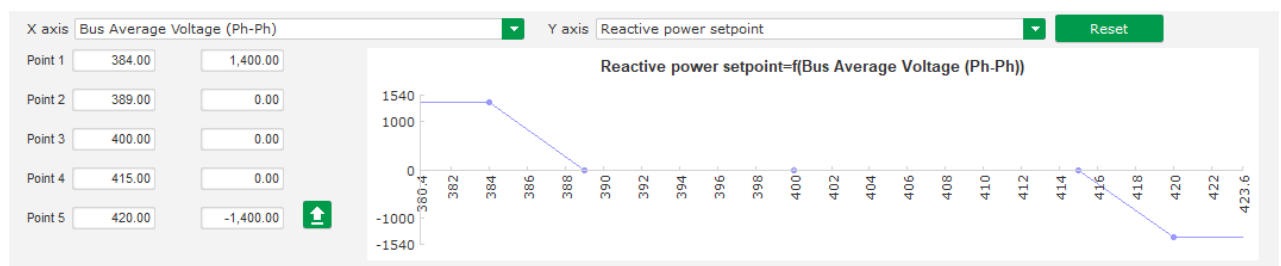 X axis Bus Average Voltage (Ph-Ph) Y axis Reactive power setpoint Reset
Point 1 384.00 1,400.00
Point 2 389.00 0.00
Point 3 400.00 0.00
Point 4 415.00 0.00
Point 5 420.00 -1,400.00
Reactive power setpoint=f(Bus Average Voltage (Ph-Ph))
1540
1000
0
-1000
-1540
380.4 382 384 386 388 390 392 394 396 398 400 402 404 406 408 410 412 414 416 418 420 422 423.6